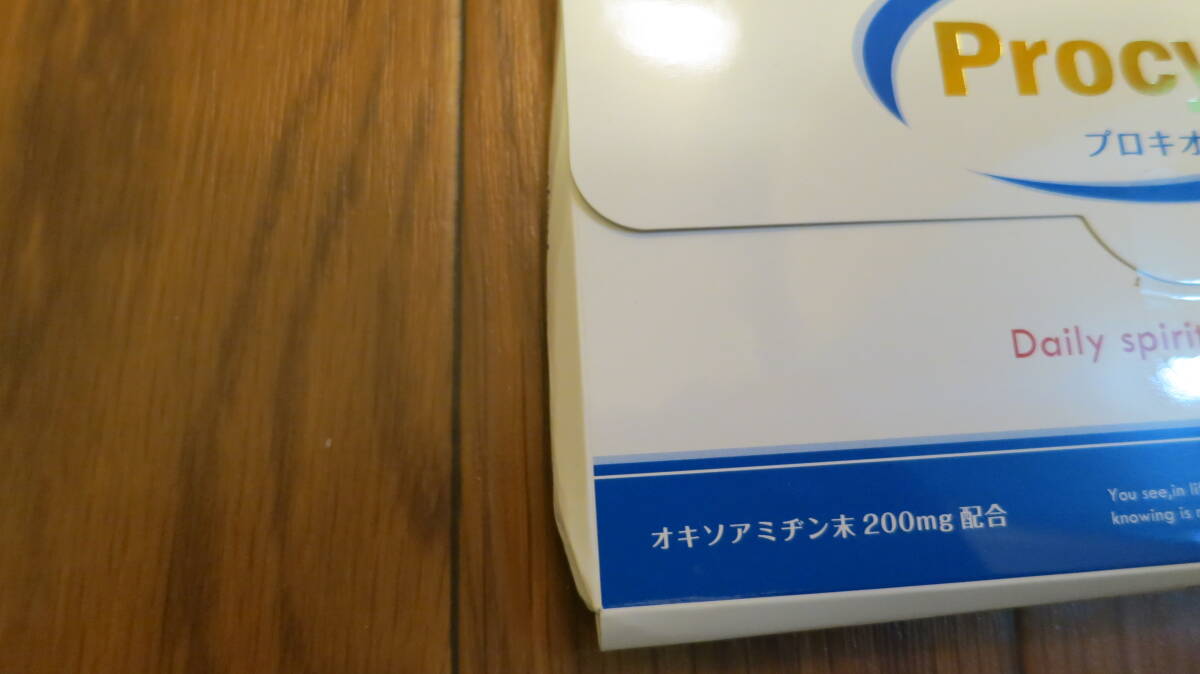 Procy
プロキオ
Daily spirit
オキソアミヂン末 200mg 配合
You see,in li
knowing is